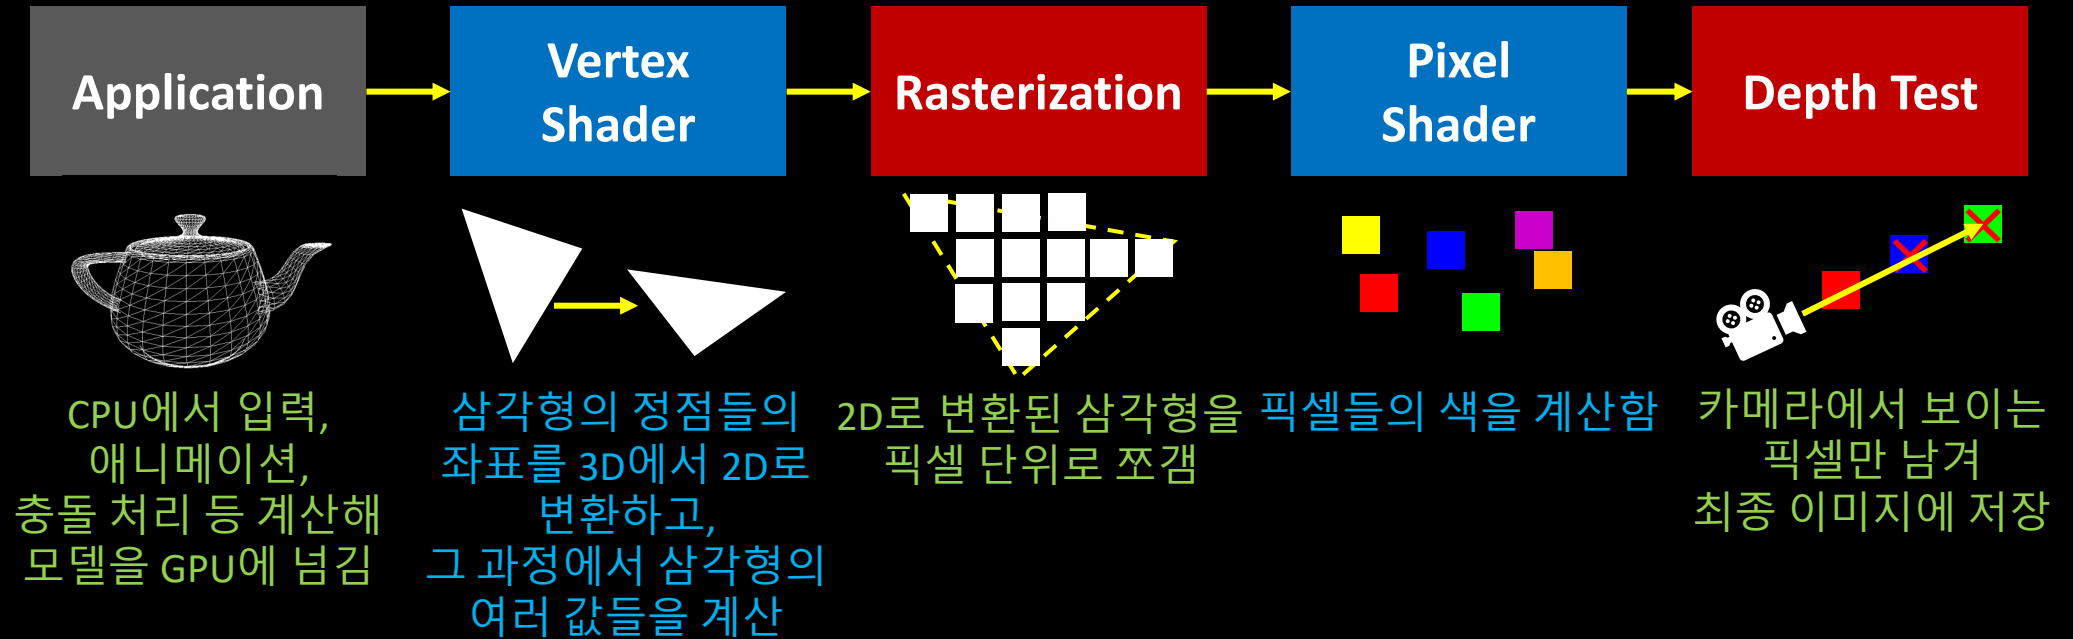 Application
Vertex
Shader
Rasterization
Pixel
Shader
Depth Test
CPU에서 입력,
애니메이션,
충돌 처리 등 계산해
모델을 GPU에 넘김
삼각형의 정점들의
좌표를 3D에서 2D로
변환하고,
그 과정에서 삼각형의
여러 값들을 계산
2D로 변환된 삼각형을
픽셀 단위로 쪼갬
픽셀들의 색을 계산함
카메라에서 보이는
픽셀만 남겨
최종 이미지에 저장